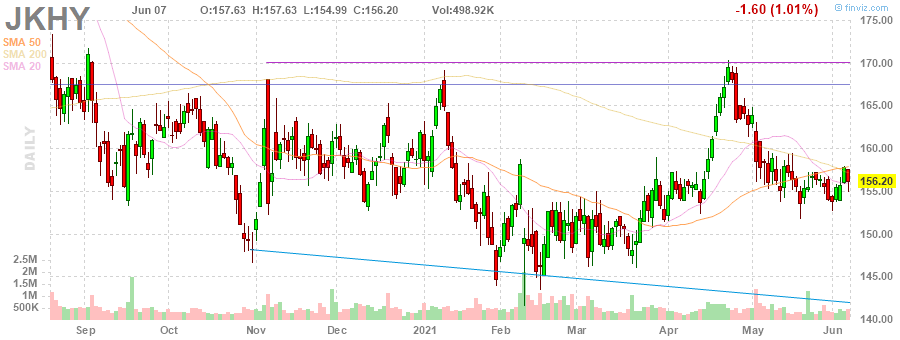 JKHY
Jun 07 O:157.63 H:157.63 L:154.99 C:156.20 Vol:498.92K -1.60 (1.01%)
© finviz.com
SMA 50
SMA 200
SMA 20
DAILY
175.00
170.00
165.00
160.00
156.20
155.00
150.00
145.00
140.00
2.5M
2M
1.5M
1M
500K
Sep Oct Nov Dec 2021 Feb Mar Apr May Jun